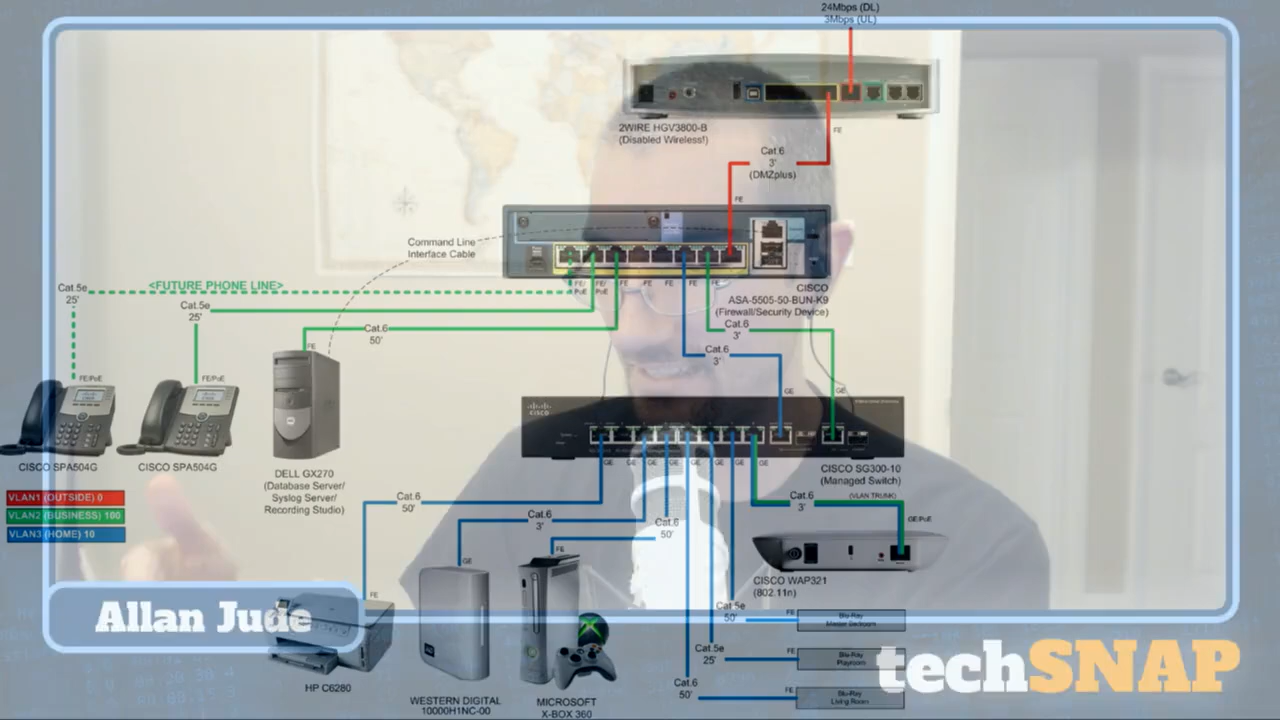 24Mbps (DL)
3Mbps (UL)
2WIRE HGV3800-B
(Disabled Wireless!)
FE
Cat.6
3'
(DMZplus)
FE
Command Line
Interface Cable
FE/
PoE
FE/
PoE
FE
FE
FE
FE
FE
CISCO
ASA-5505-50-BUN-K9
(Firewall/Security Device)
<FUTURE PHONE LINE>
Cat.5e
25'
Cat.5e
25'
Cat.6
50'
Cat.6
3'
Cat.6
3'
FE
FE/PoE
FE/PoE
GE
GE
CISCO SPA504G
CISCO SPA504G
DELL GX270
(Database Server/
Syslog Server/
Recording Studio)
CISCO
GE
GE
GE
GE
GE
GE
GE
CISCO SG300-10
(Managed Switch)
VLAN1 (OUTSIDE) 0
VLAN2 (BUSINESS) 100
VLAN3 (HOME) 10
Cat.6
50'
Cat.6
3'
Cat.6
50'
Cat.6
3'
(VLAN TRUNK)
GE/PoE
GE
FE
CISCO WAP321
(802.11n)
FE
Allan Jude
HP C6280
WESTERN DIGITAL
10000H1NC-00
MICROSOFT
X-BOX 360
Cat.5e
50'
FE
Blu-Ray
Master Bedroom
Cat.5e
25'
FE
Blu-Ray
Playroom
Cat.6
50'
FE
Blu-Ray
Living Room
techSNAP